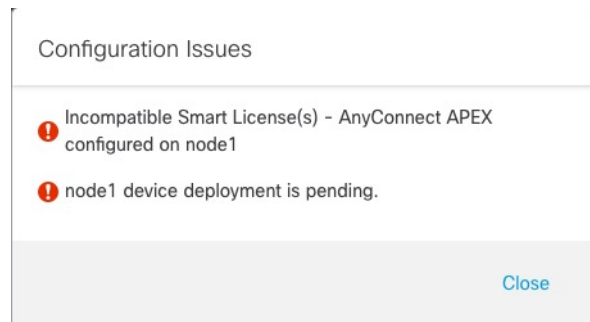 Configuration Issues
Incompatible Smart License(s) - AnyConnect APEX
configured on node1
node1 device deployment is pending.
Close